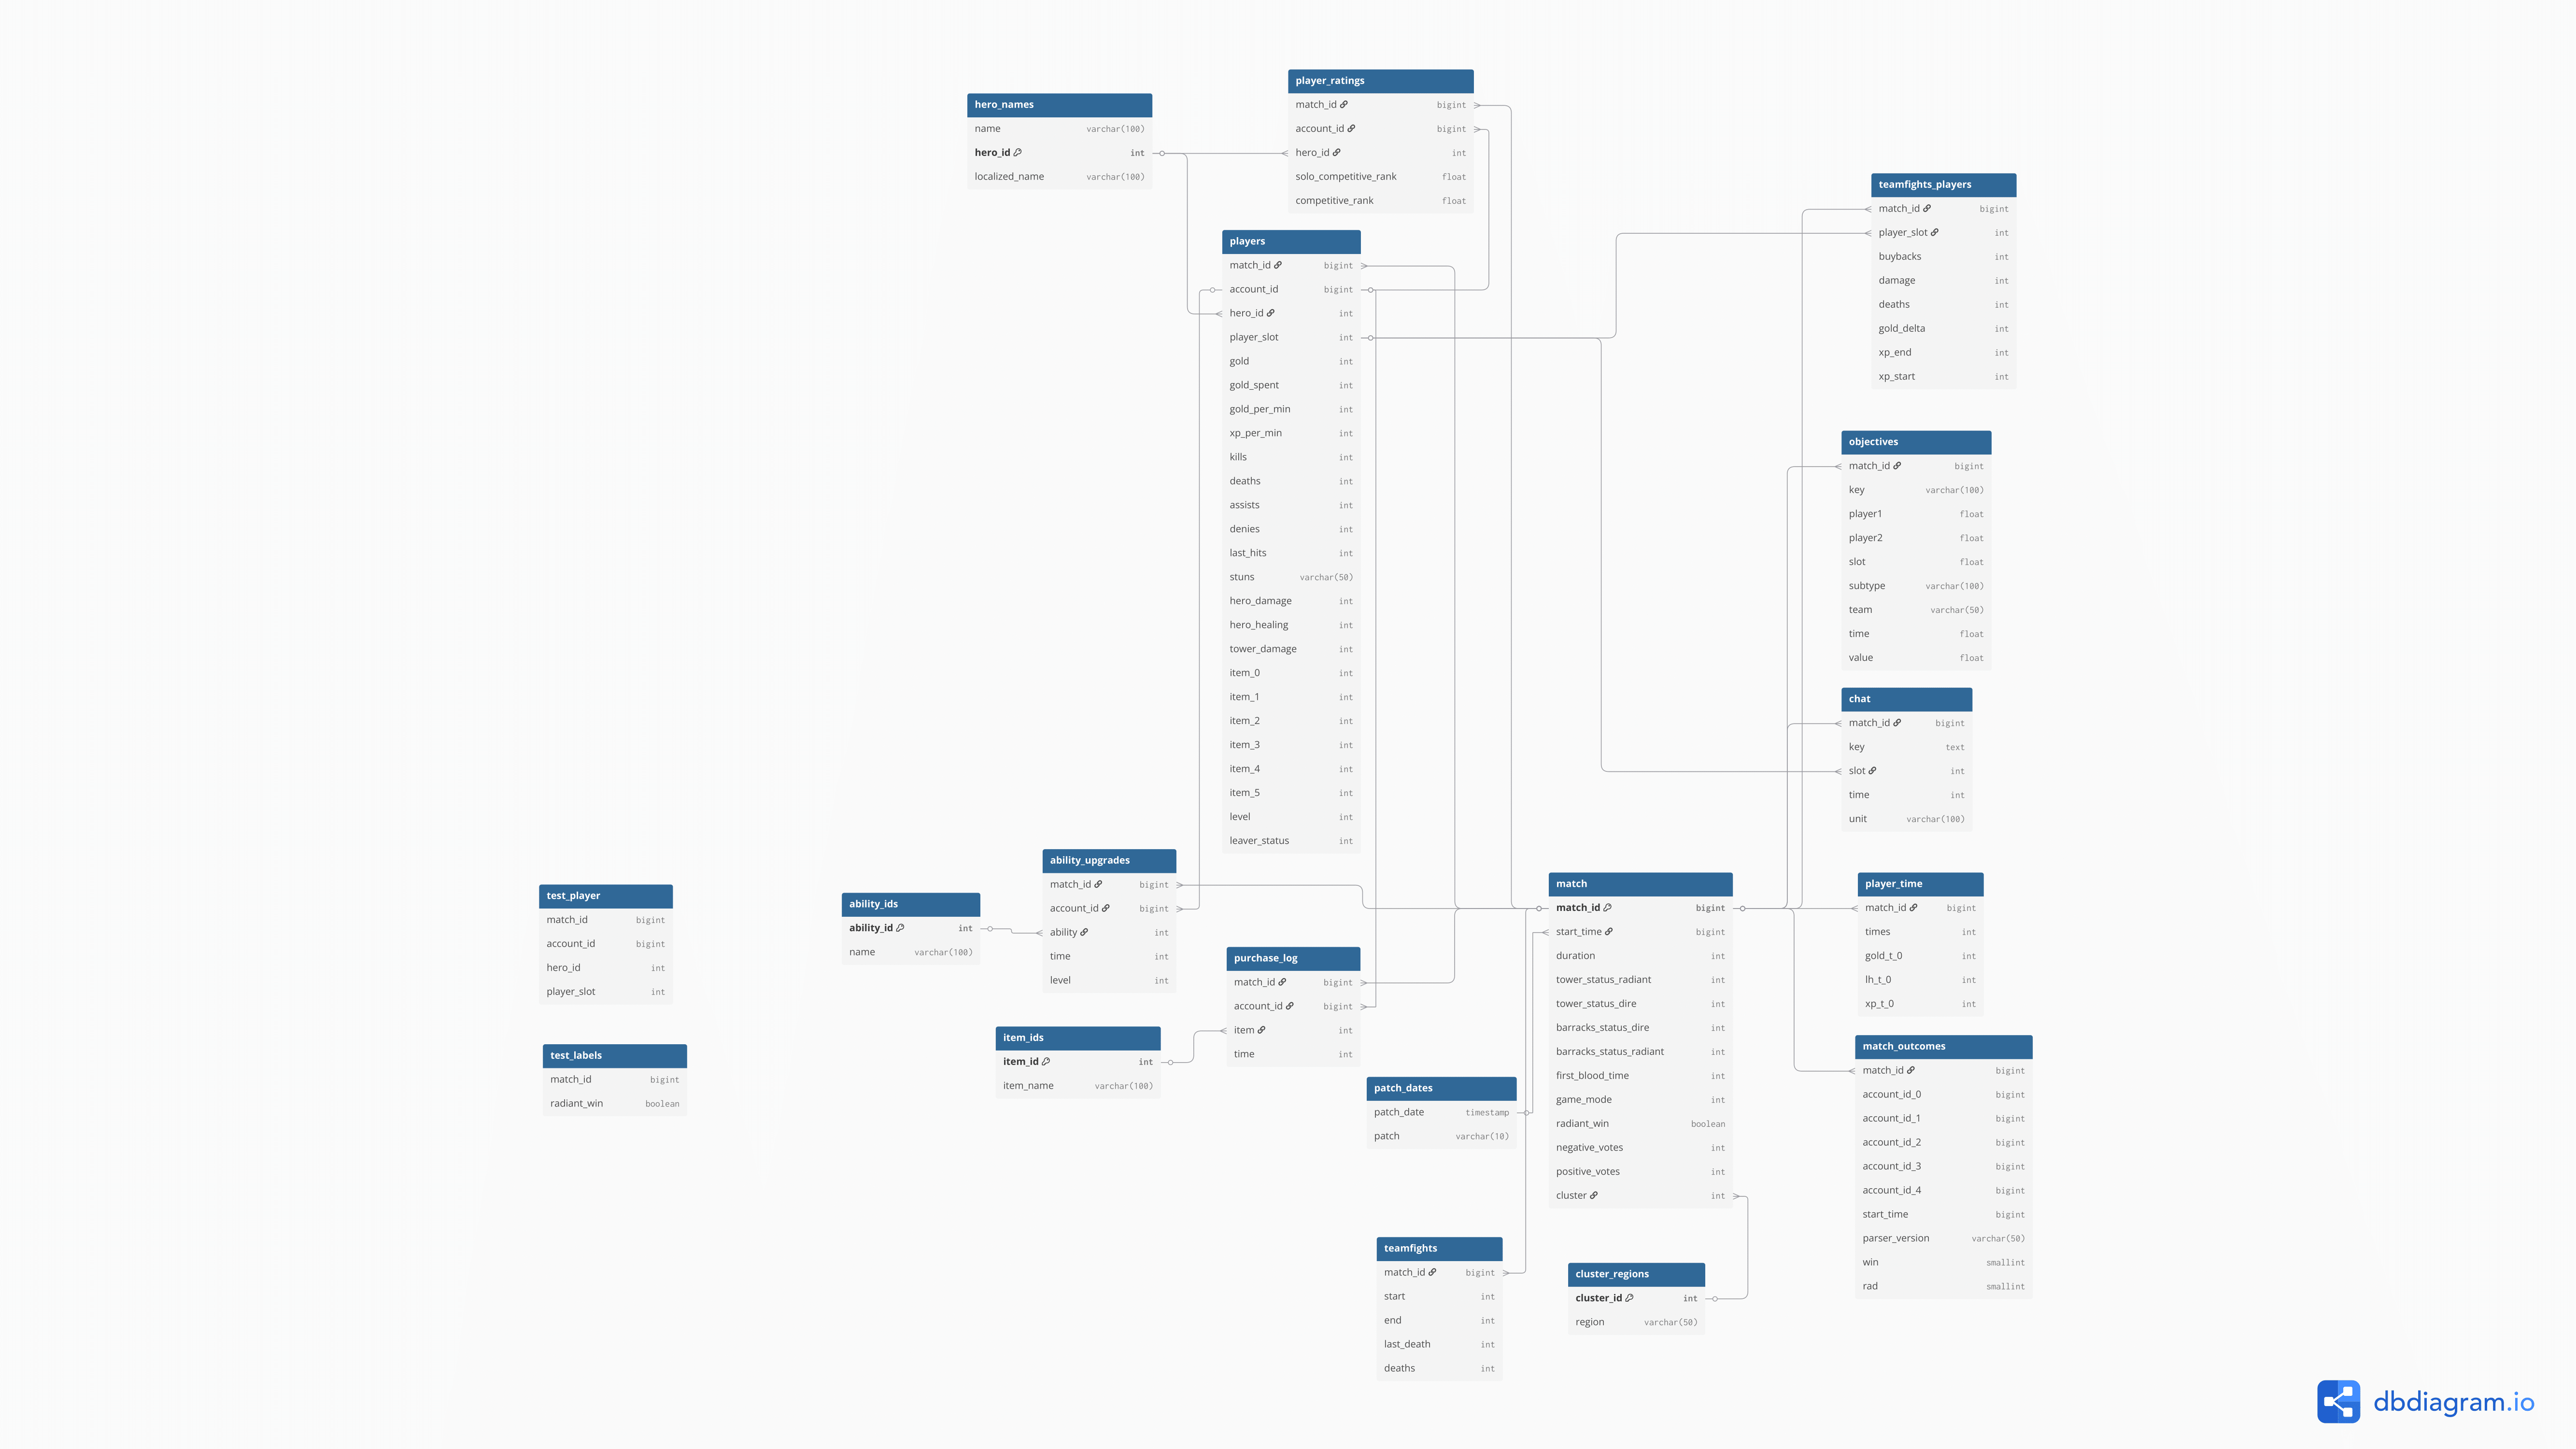 player_ratings
match_id bigint
account_id bigint
hero_id int
solo_competitive_rank float
competitive_rank float
hero_names
name varchar(100)
hero_id int
localized_name varchar(100)
teamfights_players
match_id bigint
player_slot int
buybacks int
damage int
deaths int
gold_delta int
xp_end int
xp_start int
players
match_id bigint
account_id bigint
hero_id int
player_slot int
gold int
gold_spent int
gold_per_min int
xp_per_min int
kills int
deaths int
assists int
denies int
last_hits int
stuns varchar(50)
hero_damage int
hero_healing int
tower_damage int
item_0 int
item_1 int
item_2 int
item_3 int
item_4 int
item_5 int
level int
leaver_status int
objectives
match_id bigint
key varchar(100)
player1 float
player2 float
slot float
subtype varchar(100)
team varchar(50)
time float
value float
chat
match_id bigint
key text
slot int
time int
unit varchar(100)
ability_upgrades
match_id bigint
account_id bigint
ability int
time int
level int
match
match_id bigint
start_time bigint
duration int
tower_status_radiant int
tower_status_dire int
barracks_status_dire int
barracks_status_radiant int
first_blood_time int
game_mode int
radiant_win boolean
negative_votes int
positive_votes int
cluster int
player_time
match_id bigint
times int
gold_t_0 int
lh_t_0 int
xp_t_0 int
test_player
match_id bigint
account_id bigint
hero_id int
player_slot int
ability_ids
ability_id int
name varchar(100)
purchase_log
match_id bigint
account_id bigint
item int
time int
item_ids
item_id int
item_name varchar(100)
match_outcomes
match_id bigint
account_id_0 bigint
account_id_1 bigint
account_id_2 bigint
account_id_3 bigint
account_id_4 bigint
start_time bigint
parser_version varchar(50)
win smallint
rad smallint
test_labels
match_id bigint
radiant_win boolean
patch_dates
patch_date timestamp
patch varchar(10)
teamfights
match_id bigint
start int
end int
last_death int
deaths int
cluster_regions
cluster_id int
region varchar(50)
dbdiagram.io